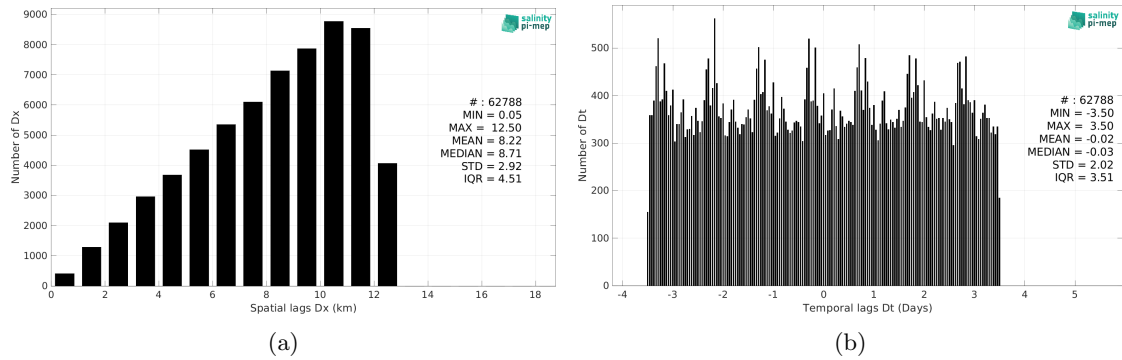 9000
8000
7000
6000
5000
4000
3000
2000
1000
0
Number of Dx
salinity
pi-mep
# : 62788
MIN = 0.05
MAX = 12.50
MEAN = 8.22
MEDIAN = 8.71
STD = 2.92
IQR = 4.51
0 2 4 6 8 10 12 14 16 18
Spatial lags Dx (km)
(a)
500
400
300
200
100
0
Number of Dt
salinity
pi-mep
# : 62788
MIN = -3.50
MAX = 3.50
MEAN = -0.02
MEDIAN = -0.03
STD = 2.02
IQR = 3.51
-4 -3 -2 -1 0 1 2 3 4 5
Temporal lags Dt (Days)
(b)